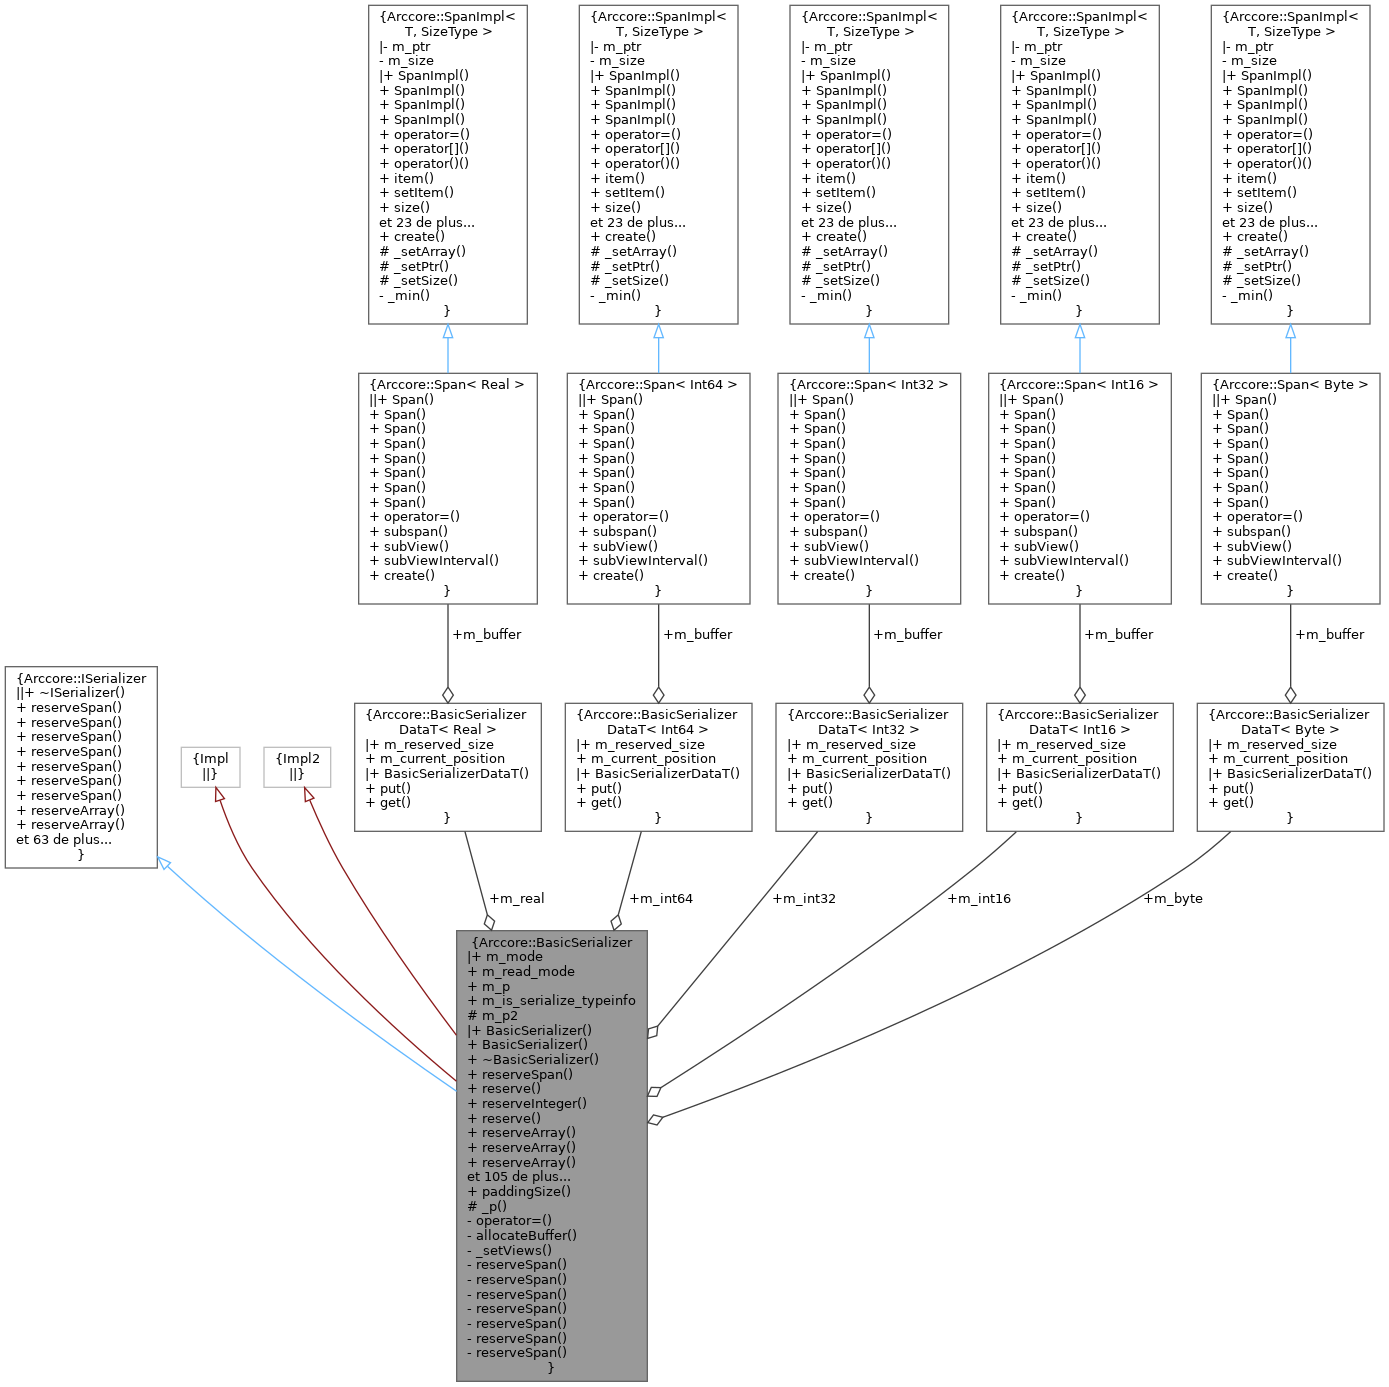 {Arccore::SpanImpl<
T, SizeType >
|- m_ptr
- m_size
|+ SpanImpl()
+ SpanImpl()
+ SpanImpl()
+ SpanImpl()
+ operator=()
+ operator[]()
+ operator()()
+ item()
+ setItem()
+ size()
et 23 de plus...
+ create()
# _setArray()
# _setPtr()
# _setSize()
- _min()
}
{Arccore::SpanImpl<
T, SizeType >
|- m_ptr
- m_size
|+ SpanImpl()
+ SpanImpl()
+ SpanImpl()
+ SpanImpl()
+ operator=()
+ operator[]()
+ operator()()
+ item()
+ setItem()
+ size()
et 23 de plus...
+ create()
# _setArray()
# _setPtr()
# _setSize()
- _min()
}
{Arccore::SpanImpl<
T, SizeType >
|- m_ptr
- m_size
|+ SpanImpl()
+ SpanImpl()
+ SpanImpl()
+ SpanImpl()
+ operator=()
+ operator[]()
+ operator()()
+ item()
+ setItem()
+ size()
et 23 de plus...
+ create()
# _setArray()
# _setPtr()
# _setSize()
- _min()
}
{Arccore::SpanImpl<
T, SizeType >
|- m_ptr
- m_size
|+ SpanImpl()
+ SpanImpl()
+ SpanImpl()
+ SpanImpl()
+ operator=()
+ operator[]()
+ operator()()
+ item()
+ setItem()
+ size()
et 23 de plus...
+ create()
# _setArray()
# _setPtr()
# _setSize()
- _min()
}
{Arccore::SpanImpl<
T, SizeType >
|- m_ptr
- m_size
|+ SpanImpl()
+ SpanImpl()
+ SpanImpl()
+ SpanImpl()
+ operator=()
+ operator[]()
+ operator()()
+ item()
+ setItem()
+ size()
et 23 de plus...
+ create()
# _setArray()
# _setPtr()
# _setSize()
- _min()
}
{Arccore::Span< Real >
||+ Span()
+ Span()
+ Span()
+ Span()
+ Span()
+ Span()
+ Span()
+ Span()
+ operator=()
+ subspan()
+ subView()
+ subViewInterval()
+ create()
}
{Arccore::Span< Int64 >
||+ Span()
+ Span()
+ Span()
+ Span()
+ Span()
+ Span()
+ Span()
+ Span()
+ operator=()
+ subspan()
+ subView()
+ subViewInterval()
+ create()
}
{Arccore::Span< Int32 >
||+ Span()
+ Span()
+ Span()
+ Span()
+ Span()
+ Span()
+ Span()
+ Span()
+ operator=()
+ subspan()
+ subView()
+ subViewInterval()
+ create()
}
{Arccore::Span< Int16 >
||+ Span()
+ Span()
+ Span()
+ Span()
+ Span()
+ Span()
+ Span()
+ Span()
+ operator=()
+ subspan()
+ subView()
+ subViewInterval()
+ create()
}
{Arccore::Span< Byte >
||+ Span()
+ Span()
+ Span()
+ Span()
+ Span()
+ Span()
+ Span()
+ Span()
+ operator=()
+ subspan()
+ subView()
+ subViewInterval()
+ create()
}
+m_buffer
+m_buffer
+m_buffer
+m_buffer
+m_buffer
{Arccore::ISerializer
||+ ~ISerializer()
+ reserveSpan()
+ reserveSpan()
+ reserveSpan()
+ reserveSpan()
+ reserveSpan()
+ reserveSpan()
+ reserveSpan()
+ reserveArray()
+ reserveArray()
et 63 de plus...
}
{Impl
||}
{Impl2
||}
{Arccore::BasicSerializer
DataT< Real >
|+ m_reserved_size
+ m_current_position
|+ BasicSerializerDataT()
+ put()
+ get()
}
{Arccore::BasicSerializer
DataT< Int64 >
|+ m_reserved_size
+ m_current_position
|+ BasicSerializerDataT()
+ put()
+ get()
}
{Arccore::BasicSerializer
DataT< Int32 >
|+ m_reserved_size
+ m_current_position
|+ BasicSerializerDataT()
+ put()
+ get()
}
{Arccore::BasicSerializer
DataT< Int16 >
|+ m_reserved_size
+ m_current_position
|+ BasicSerializerDataT()
+ put()
+ get()
}
{Arccore::BasicSerializer
DataT< Byte >
|+ m_reserved_size
+ m_current_position
|+ BasicSerializerDataT()
+ put()
+ get()
}
+m_real
+m_int64
+m_int32
+m_int16
+m_byte
{Arccore::BasicSerializer
|+ m_mode
+ m_read_mode
+ m_p
+ m_is_serialize_typeinfo
# m_p2
|+ BasicSerializer()
+ BasicSerializer()
+ ~BasicSerializer()
+ reserveSpan()
+ reserve()
+ reserveInteger()
+ reserve()
+ reserveArray()
+ reserveArray()
+ reserveArray()
et 105 de plus...
+ paddingSize()
# _p()
- operator=()
- allocateBuffer()
- _setViews()
- reserveSpan()
- reserveSpan()
- reserveSpan()
- reserveSpan()
- reserveSpan()
- reserveSpan()
- reserveSpan()
}